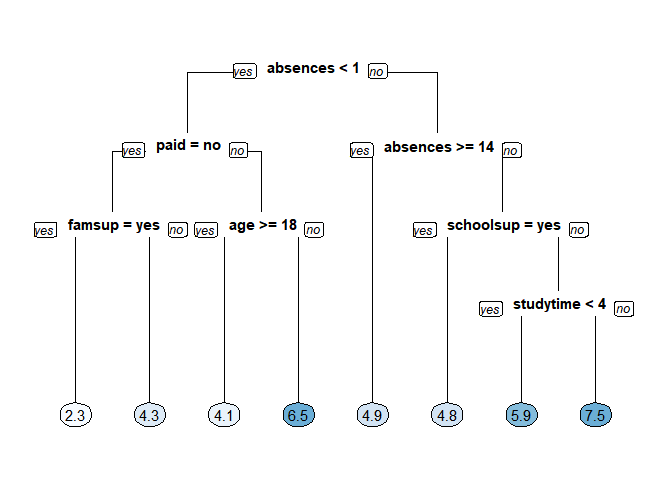 yes absences < 1 no
yes paid = no no yes absences >= 14 no
yes famsup = yes no yes age >= 18 no yes schoolsup = yes no
yes studytime < 4 no
2.3 4.3 4.1 6.5 4.9 4.8 5.9 7.5